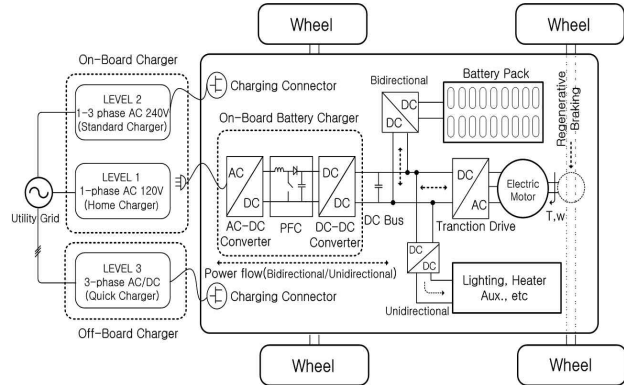 Wheel
Wheel
On-Board Charger
LEVEL 2
1-3 phase AC 240V
(Standard Charger)
Charging Connector
Bidirectional
Battery Pack
DC
DC
Regenerative
Braking
On-Board Battery Charger
LEVEL 1
1-phase AC 120V
(Home Charger)
Utility Grid
AC
DC
AC-DC
Converter
PFC
DC
DC
DC-DC
Converter
DC Bus
DC
AC
Tranction Drive
Electric
Motor
T,w
Power flow(Bidirectional/Unidirectional)
DC
DC
Unidirectional
Lighting, Heater
Aux., etc
LEVEL 3
3-phase AC/DC
(Quick Charger)
Charging Connector
Off-Board Charger
Wheel
Wheel